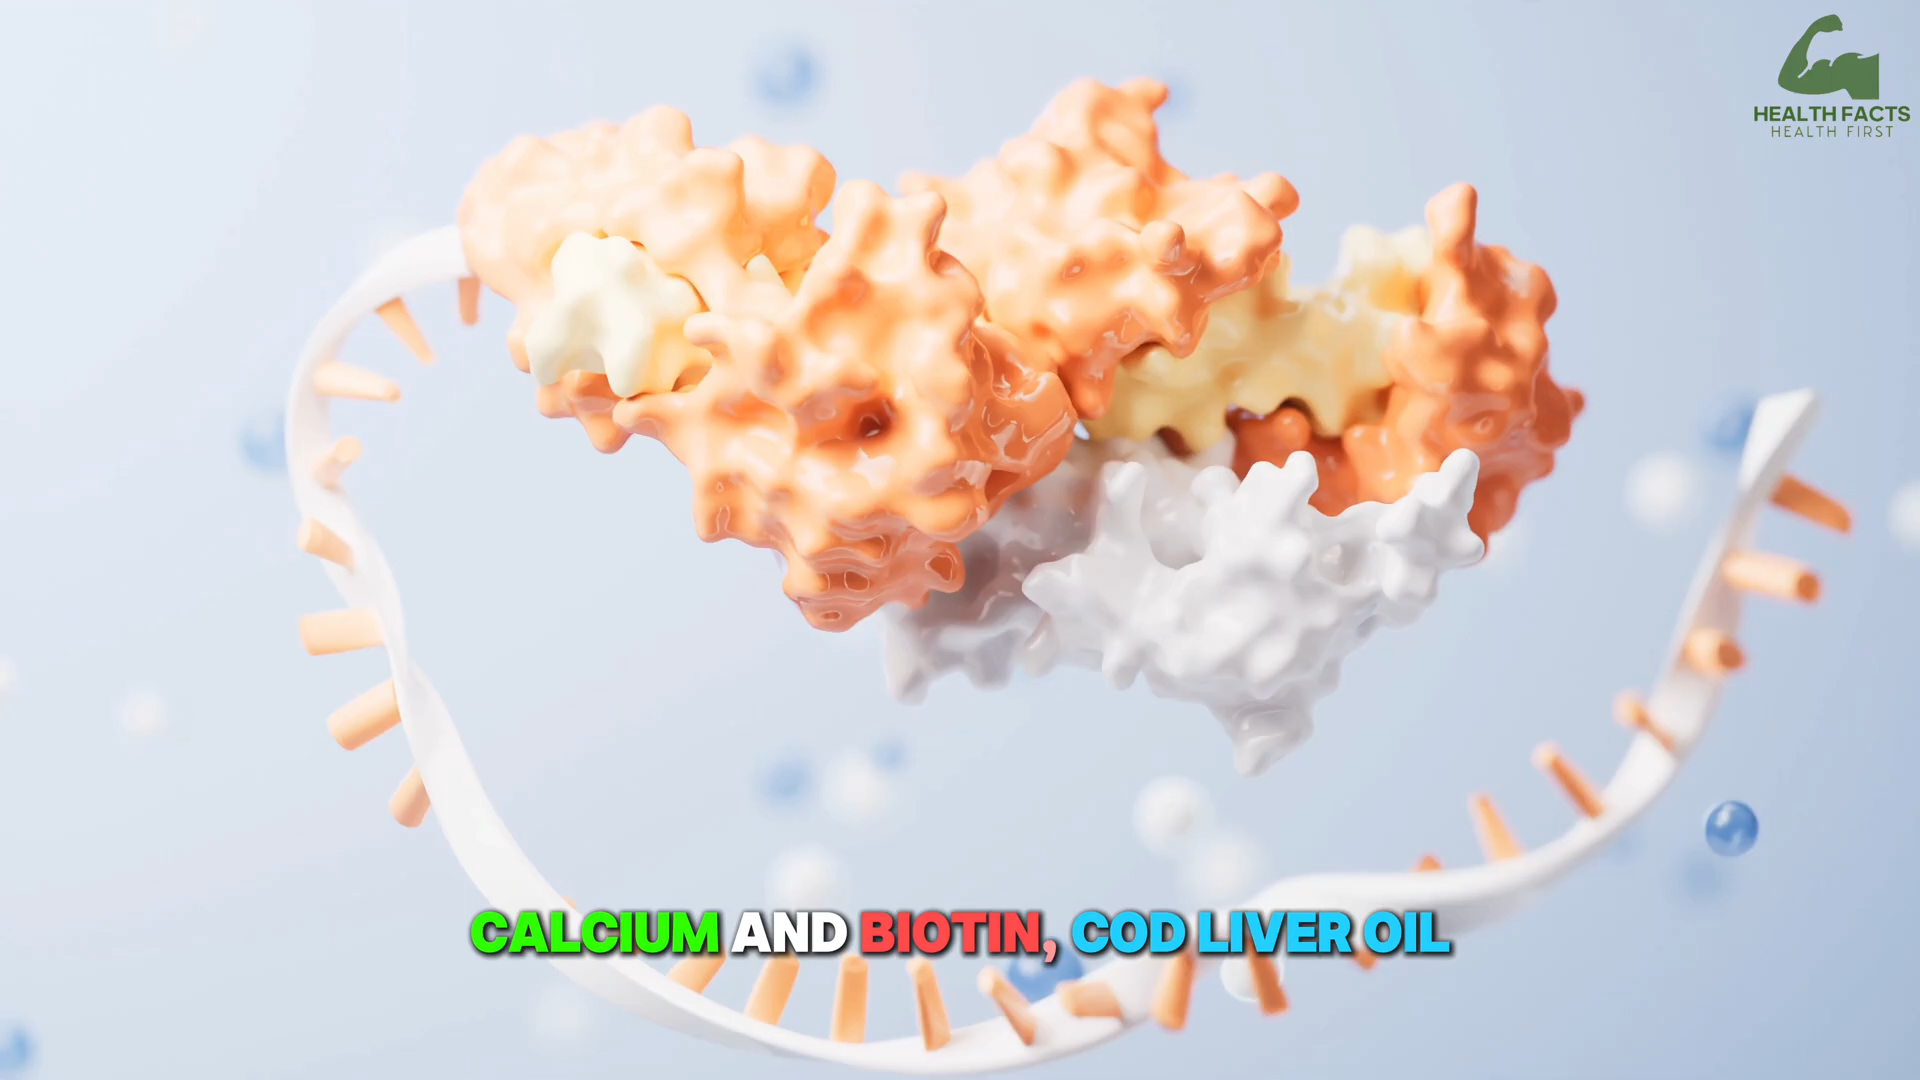 HEALTH FACTS
HEALTH FIRST
CALCIUM AND BIOTIN, COD LIVER OIL